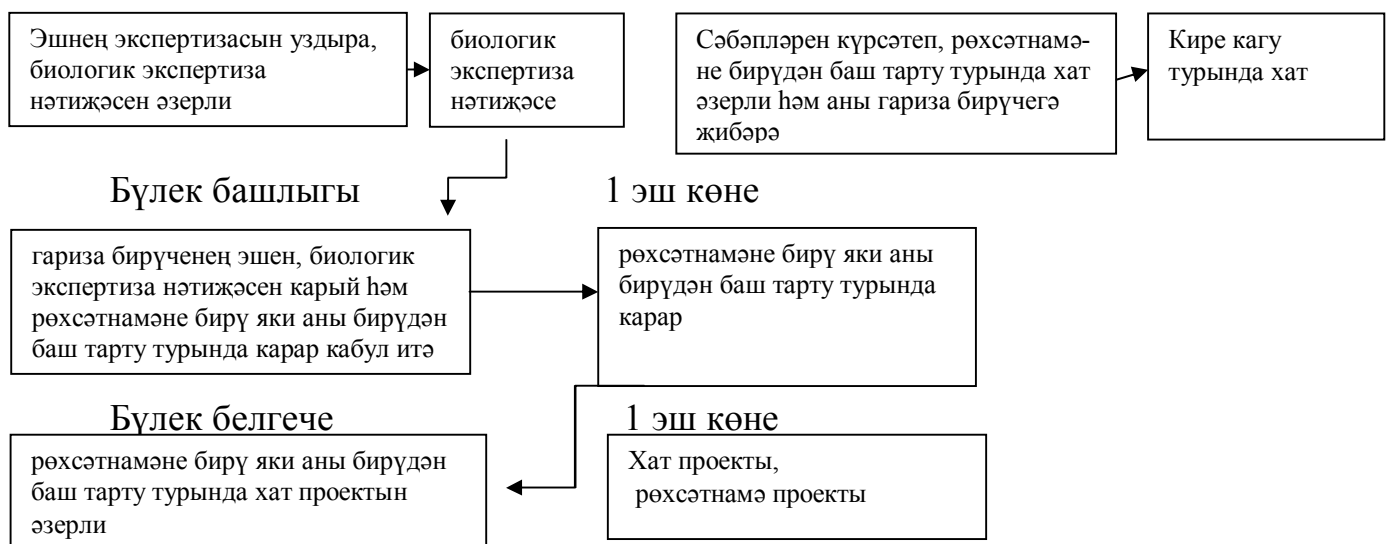 Эшнең экспертизасын уздыра,
биологик экспертиза
нәтиҗәсен әзерли
биологик
экспертиза
нәтиҗәсе
Сәбәпләрен күрсәтеп, рөхсәтнамә-
не бирүдән баш тарту турында хат
әзерли һәм аны гариза бирүчегә
җибәрә
Кире кагу
турында хат
Бүлек башлыгы
1 эш көне
гариза бирүченең эшен, биологик
экспертиза нәтиҗәсен карый һәм
рөхсәтнамәне бирү яки аны бирүдән
баш тарту турында карар кабул итә
рөхсәтнамәне бирү яки аны
бирүдән баш тарту турында
карар
Бүлек белгече
1 эш көне
рөхсәтнамәне бирү яки аны бирүдән
баш тарту турында хат проектын
әзерли
Хат проекты,
рөхсәтнамә проекты